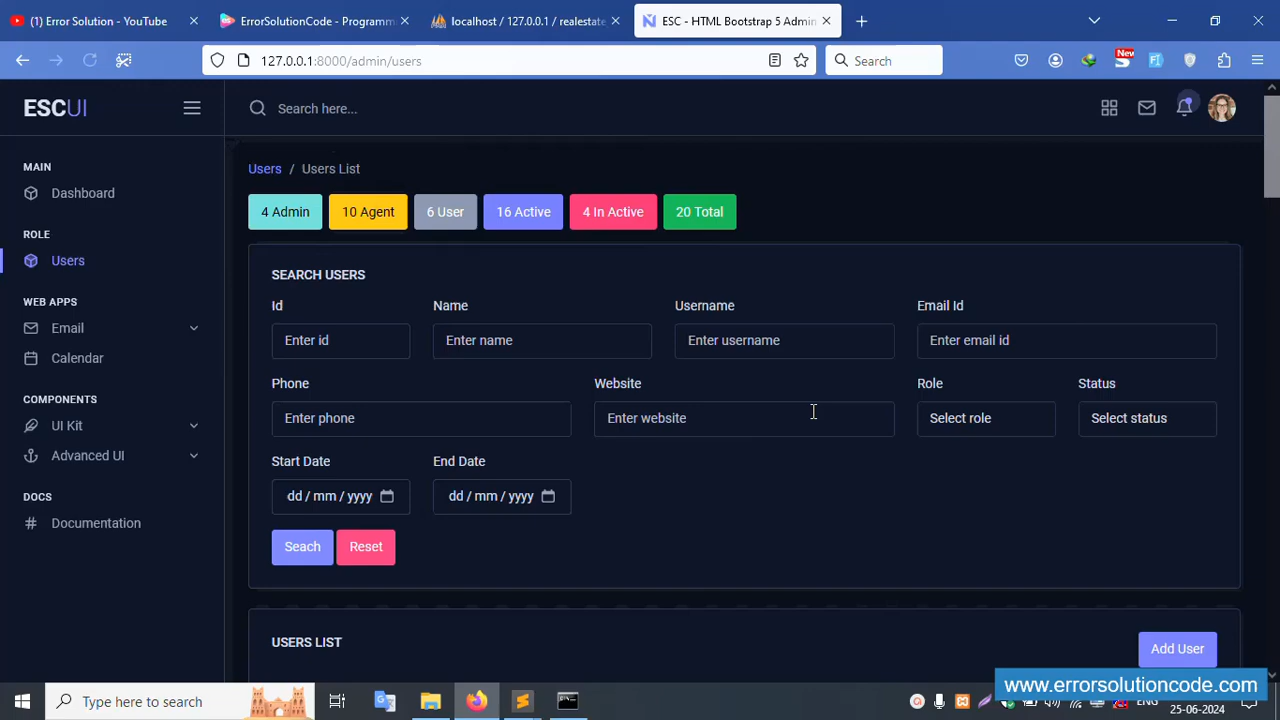 (1) Error Solution - YouTube
ErrorSolutionCode - Programm
localhost / 127.0.0.1 / realestate
ESC - HTML Bootstrap 5 Admin
127.0.0.1:8000/admin/users
Search
New
ESCUI
Search here...
MAIN
Dashboard
ROLE
Users
WEB APPS
Email
Calendar
COMPONENTS
UI Kit
Advanced UI
DOCS
Documentation
Users / Users List
4 Admin
10 Agent
6 User
16 Active
4 In Active
20 Total
SEARCH USERS
Id
Name
Username
Email Id
Enter id
Enter name
Enter username
Enter email id
Phone
Website
Role
Status
Enter phone
Enter website
Select role
Select status
Start Date
End Date
dd / mm / yyyy
dd / mm / yyyy
Seach
Reset
USERS LIST
Add User
www.errorsolutioncode.com
Type here to search
ENG
25-06-2024